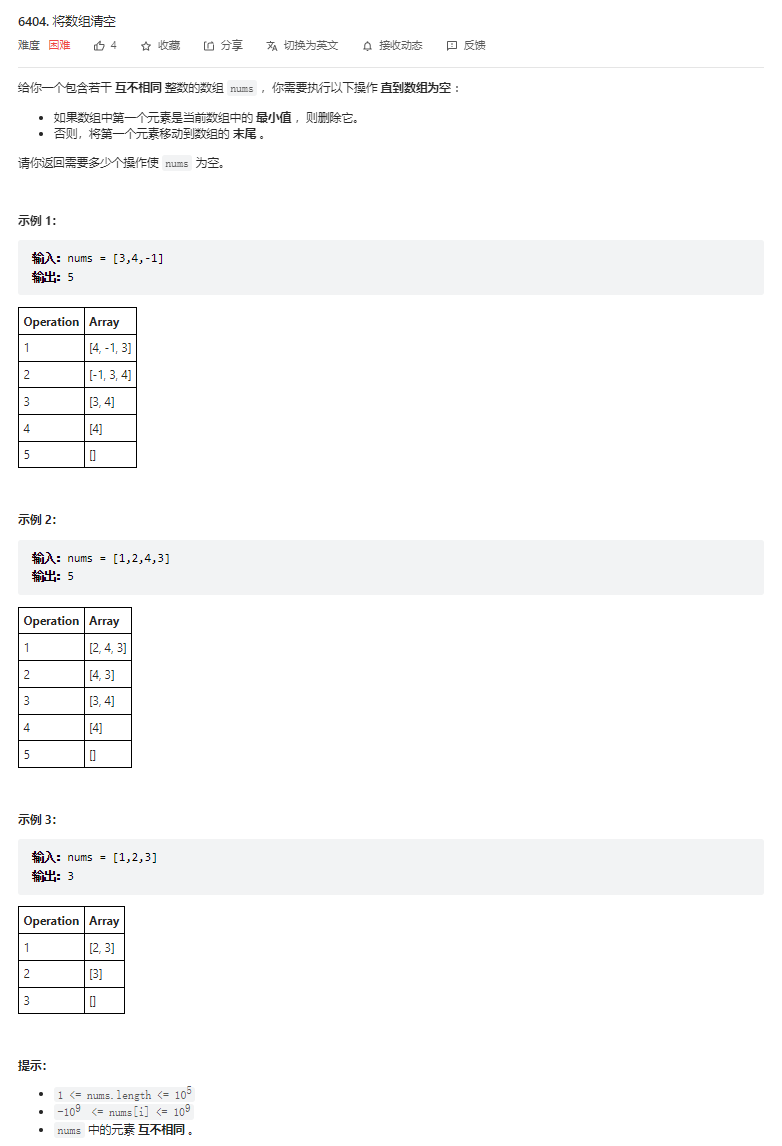 6404. 将数组清空
难度 困难 4 收藏 分享 切换为英文 接收动态 反馈
给你一个包含若干 互不相同 整数的数组 nums ，你需要执行以下操作 直到数组为空 ：
• 如果数组中第一个元素是当前数组中的 最小值 ，则删除它。
• 否则，将第一个元素移动到数组的 末尾 。
请你返回需要多少个操作使 nums 为空。
示例 1：
输入：nums = [3,4,-1]
输出：5
Operation Array
1 [4, -1, 3]
2 [-1, 3, 4]
3 [3, 4]
4 [4]
5 []
示例 2：
输入：nums = [1,2,4,3]
输出：5
Operation Array
1 [2, 4, 3]
2 [4, 3]
3 [3, 4]
4 [4]
5 []
示例 3：
输入：nums = [1,2,3]
输出：3
Operation Array
1 [2, 3]
2 [3]
3 []
提示：
• 1 <= nums.length <= 10⁵
• -10⁹ <= nums[i] <= 10⁹
• nums 中的元素 互不相同 。